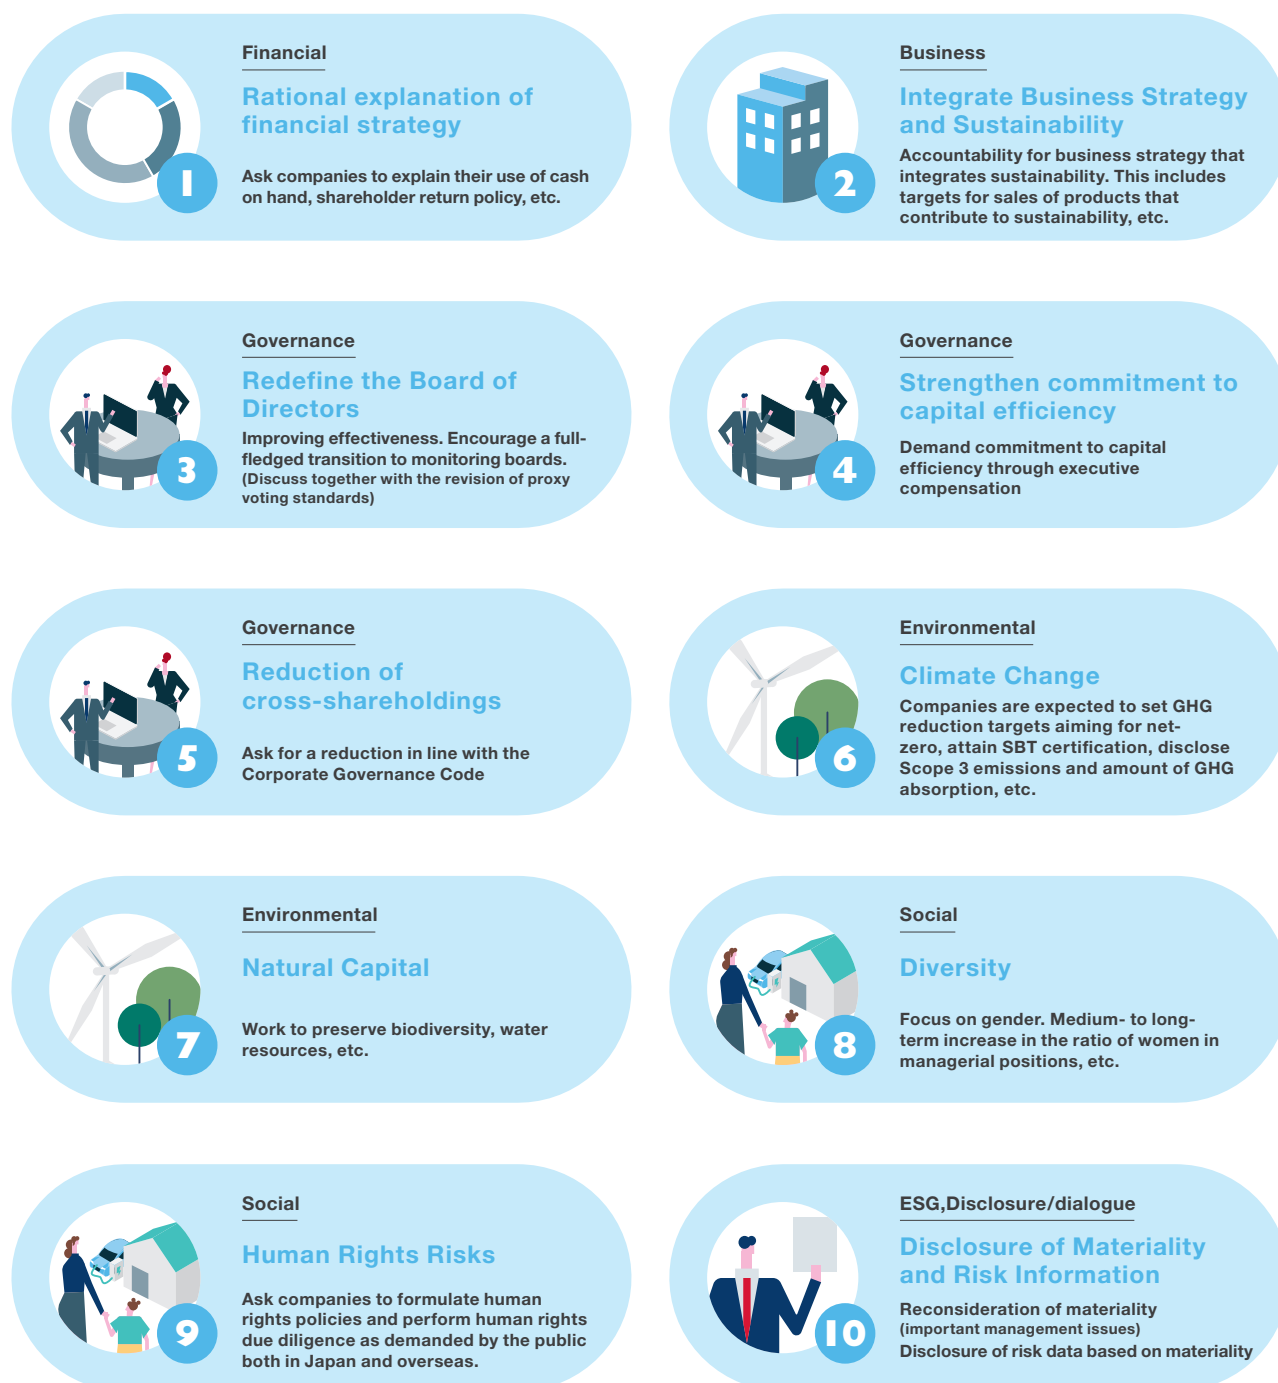 Financial
Rational explanation of
financial strategy
Ask companies to explain their use of cash
on hand, shareholder return policy, etc.
1
Business
Integrate Business Strategy
and Sustainability
Accountability for business strategy that
integrates sustainability. This includes
targets for sales of products that
contribute to sustainability, etc.
2
Governance
Redefine the Board of
Directors
Improving effectiveness. Encourage a full-
fledged transition to monitoring boards.
(Discuss together with the revision of proxy
voting standards)
3
Governance
Strengthen commitment to
capital efficiency
Demand commitment to capital
efficiency through executive
compensation
4
Governance
Reduction of
cross-shareholdings
Ask for a reduction in line with the
Corporate Governance Code
5
Environmental
Climate Change
Companies are expected to set GHG
reduction targets aiming for net-
zero, attain SBT certification, disclose
Scope 3 emissions and amount of GHG
absorption, etc.
6
Environmental
Natural Capital
Work to preserve biodiversity, water
resources, etc.
7
Social
Diversity
Focus on gender. Medium- to long-
term increase in the ratio of women in
managerial positions, etc.
8
Social
Human Rights Risks
Ask companies to formulate human
rights policies and perform human rights
due diligence as demanded by the public
both in Japan and overseas.
9
ESG,Disclosure/dialogue
Disclosure of Materiality
and Risk Information
Reconsideration of materiality
(important management issues)
Disclosure of risk data based on materiality
10